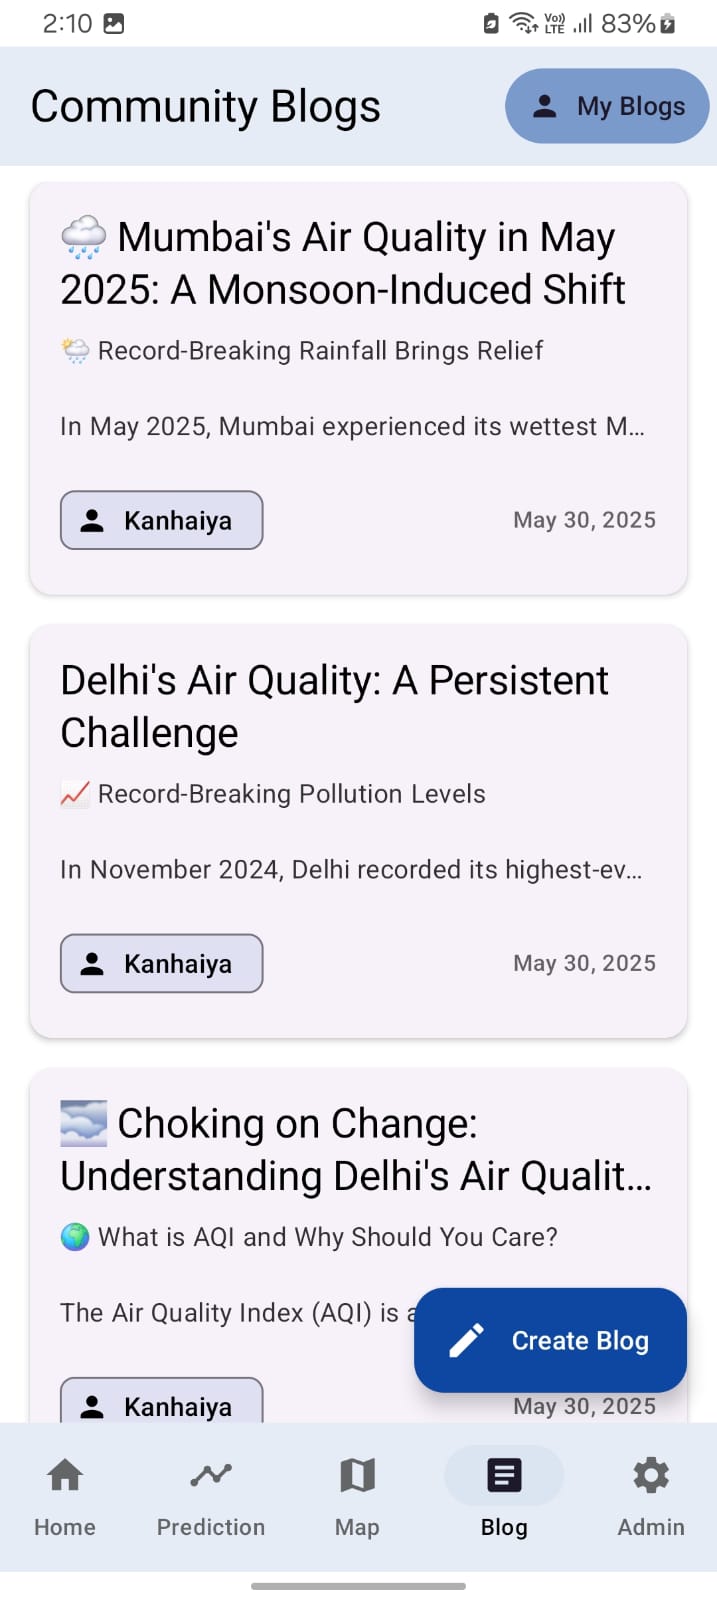 2:10
Vo))
LTE
83%
Community Blogs
My Blogs
Mumbai's Air Quality in May
2025: A Monsoon-Induced Shift
Record-Breaking Rainfall Brings Relief
In May 2025, Mumbai experienced its wettest M...
Kanhaiya
May 30, 2025
Delhi's Air Quality: A Persistent
Challenge
Record-Breaking Pollution Levels
In November 2024, Delhi recorded its highest-ev...
Kanhaiya
May 30, 2025
Choking on Change:
Understanding Delhi's Air Qualit...
What is AQI and Why Should You Care?
The Air Quality Index (AQI) is
Create Blog
Kanhaiya
May 30, 2025
Home
Prediction
Map
Blog
Admin